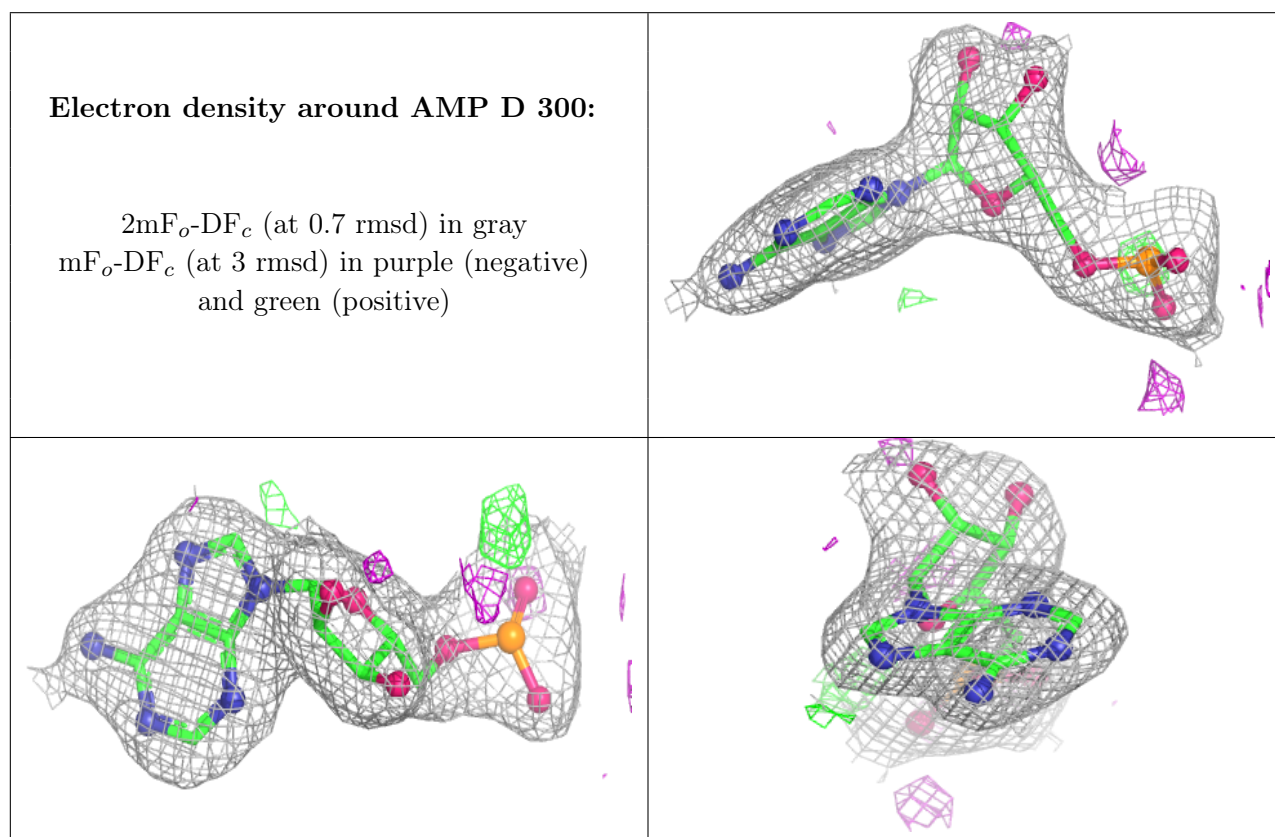 Electron density around AMP D 300:
2mFo-DFc (at 0.7 rmsd) in gray
mFo-DFc (at 3 rmsd) in purple (negative)
and green (positive)